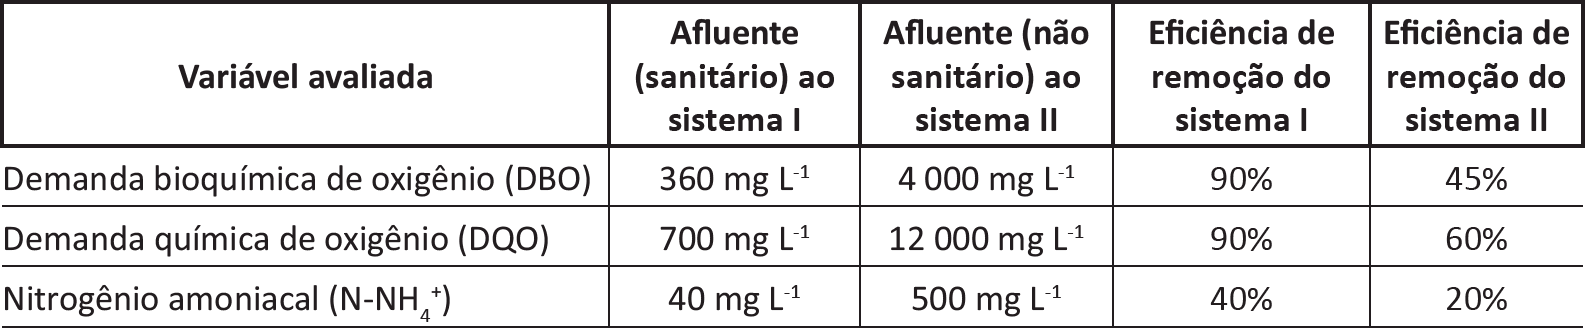 Variável avaliada
Afluente
(sanitário) ao
sistema I
Afluente (não
sanitário) ao
sistema II
Eficiência de
remoção do
sistema I
Eficiência de
remoção do
sistema II
Demanda bioquímica de oxigênio (DBO) 360 mg L⁻¹ 4 000 mg L⁻¹ 90% 45%
Demanda química de oxigênio (DQO) 700 mg L⁻¹ 12 000 mg L⁻¹ 90% 60%
Nitrogênio amoniacal (N-NH₄⁺) 40 mg L⁻¹ 500 mg L⁻¹ 40% 20%